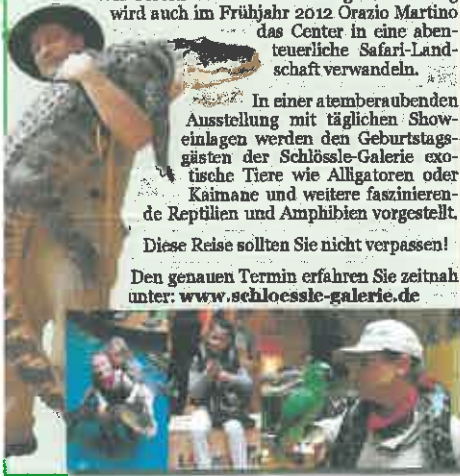 wird auch im Frühjahr 2012 Orazio Martino
das Center in eine aben-
teuerliche Safari-Land-
schaft verwandeln.
In einer atemberaubenden
Ausstellung mit täglichen Show-
einlagen werden den Geburtstags-
gästen der Schlössle-Galerie exo-
tische Tiere wie Alligatoren oder
Kaimane und weitere faszinieren-
de Reptilien und Amphibien vorgestellt.
Diese Reise sollten Sie nicht verpassen!
Den genauen Termin erfahren Sie zeitnah
unter: www.schloessle-galerie.de